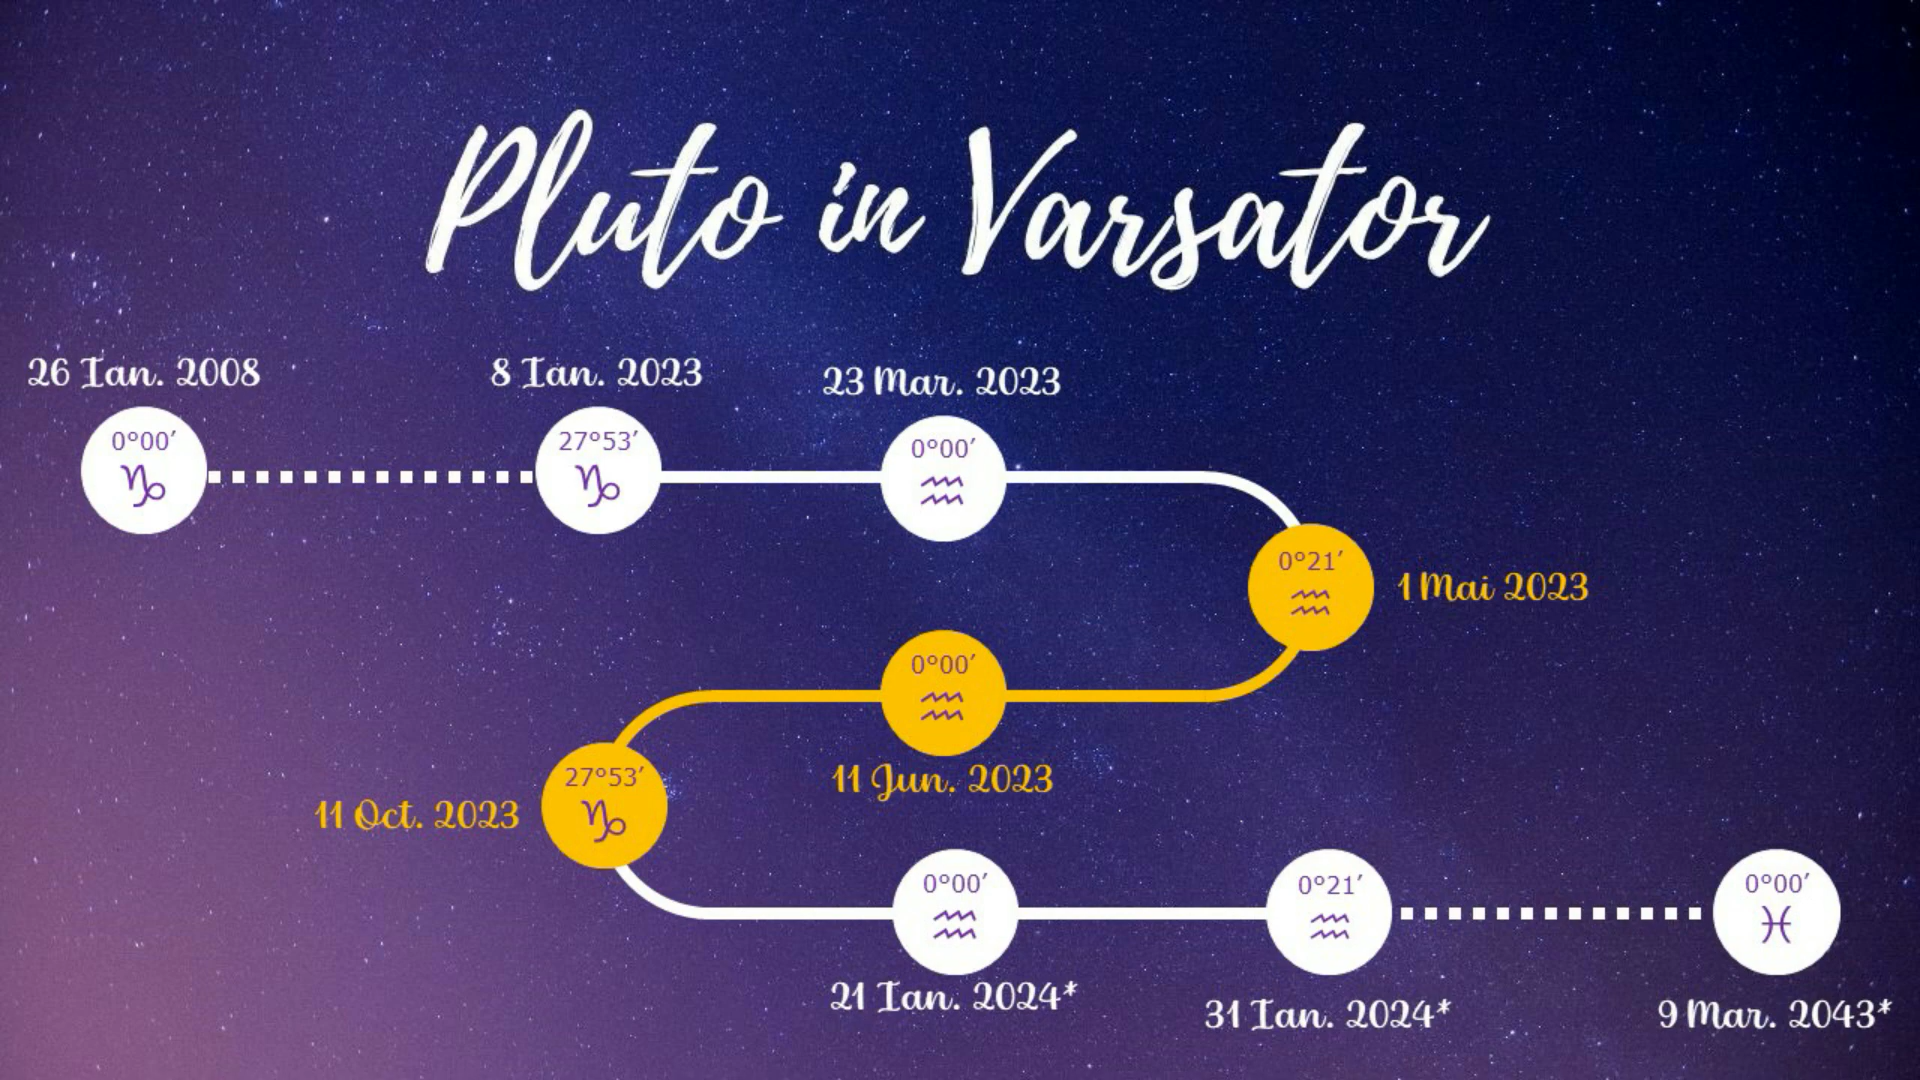 Pluto in Varsator
26 Ian. 2008
8 Ian. 2023
23 Mar. 2023
0°00′
♑
27°53′
♑
0°00′
♒
0°21′
♒
1 Mai 2023
0°00′
♒
11 Jun. 2023
27°53′
♑
11 Oct. 2023
0°00′
♒
0°21′
♒
0°00′
♓
21 Ian. 2024*
31 Ian. 2024*
9 Mar. 2043*